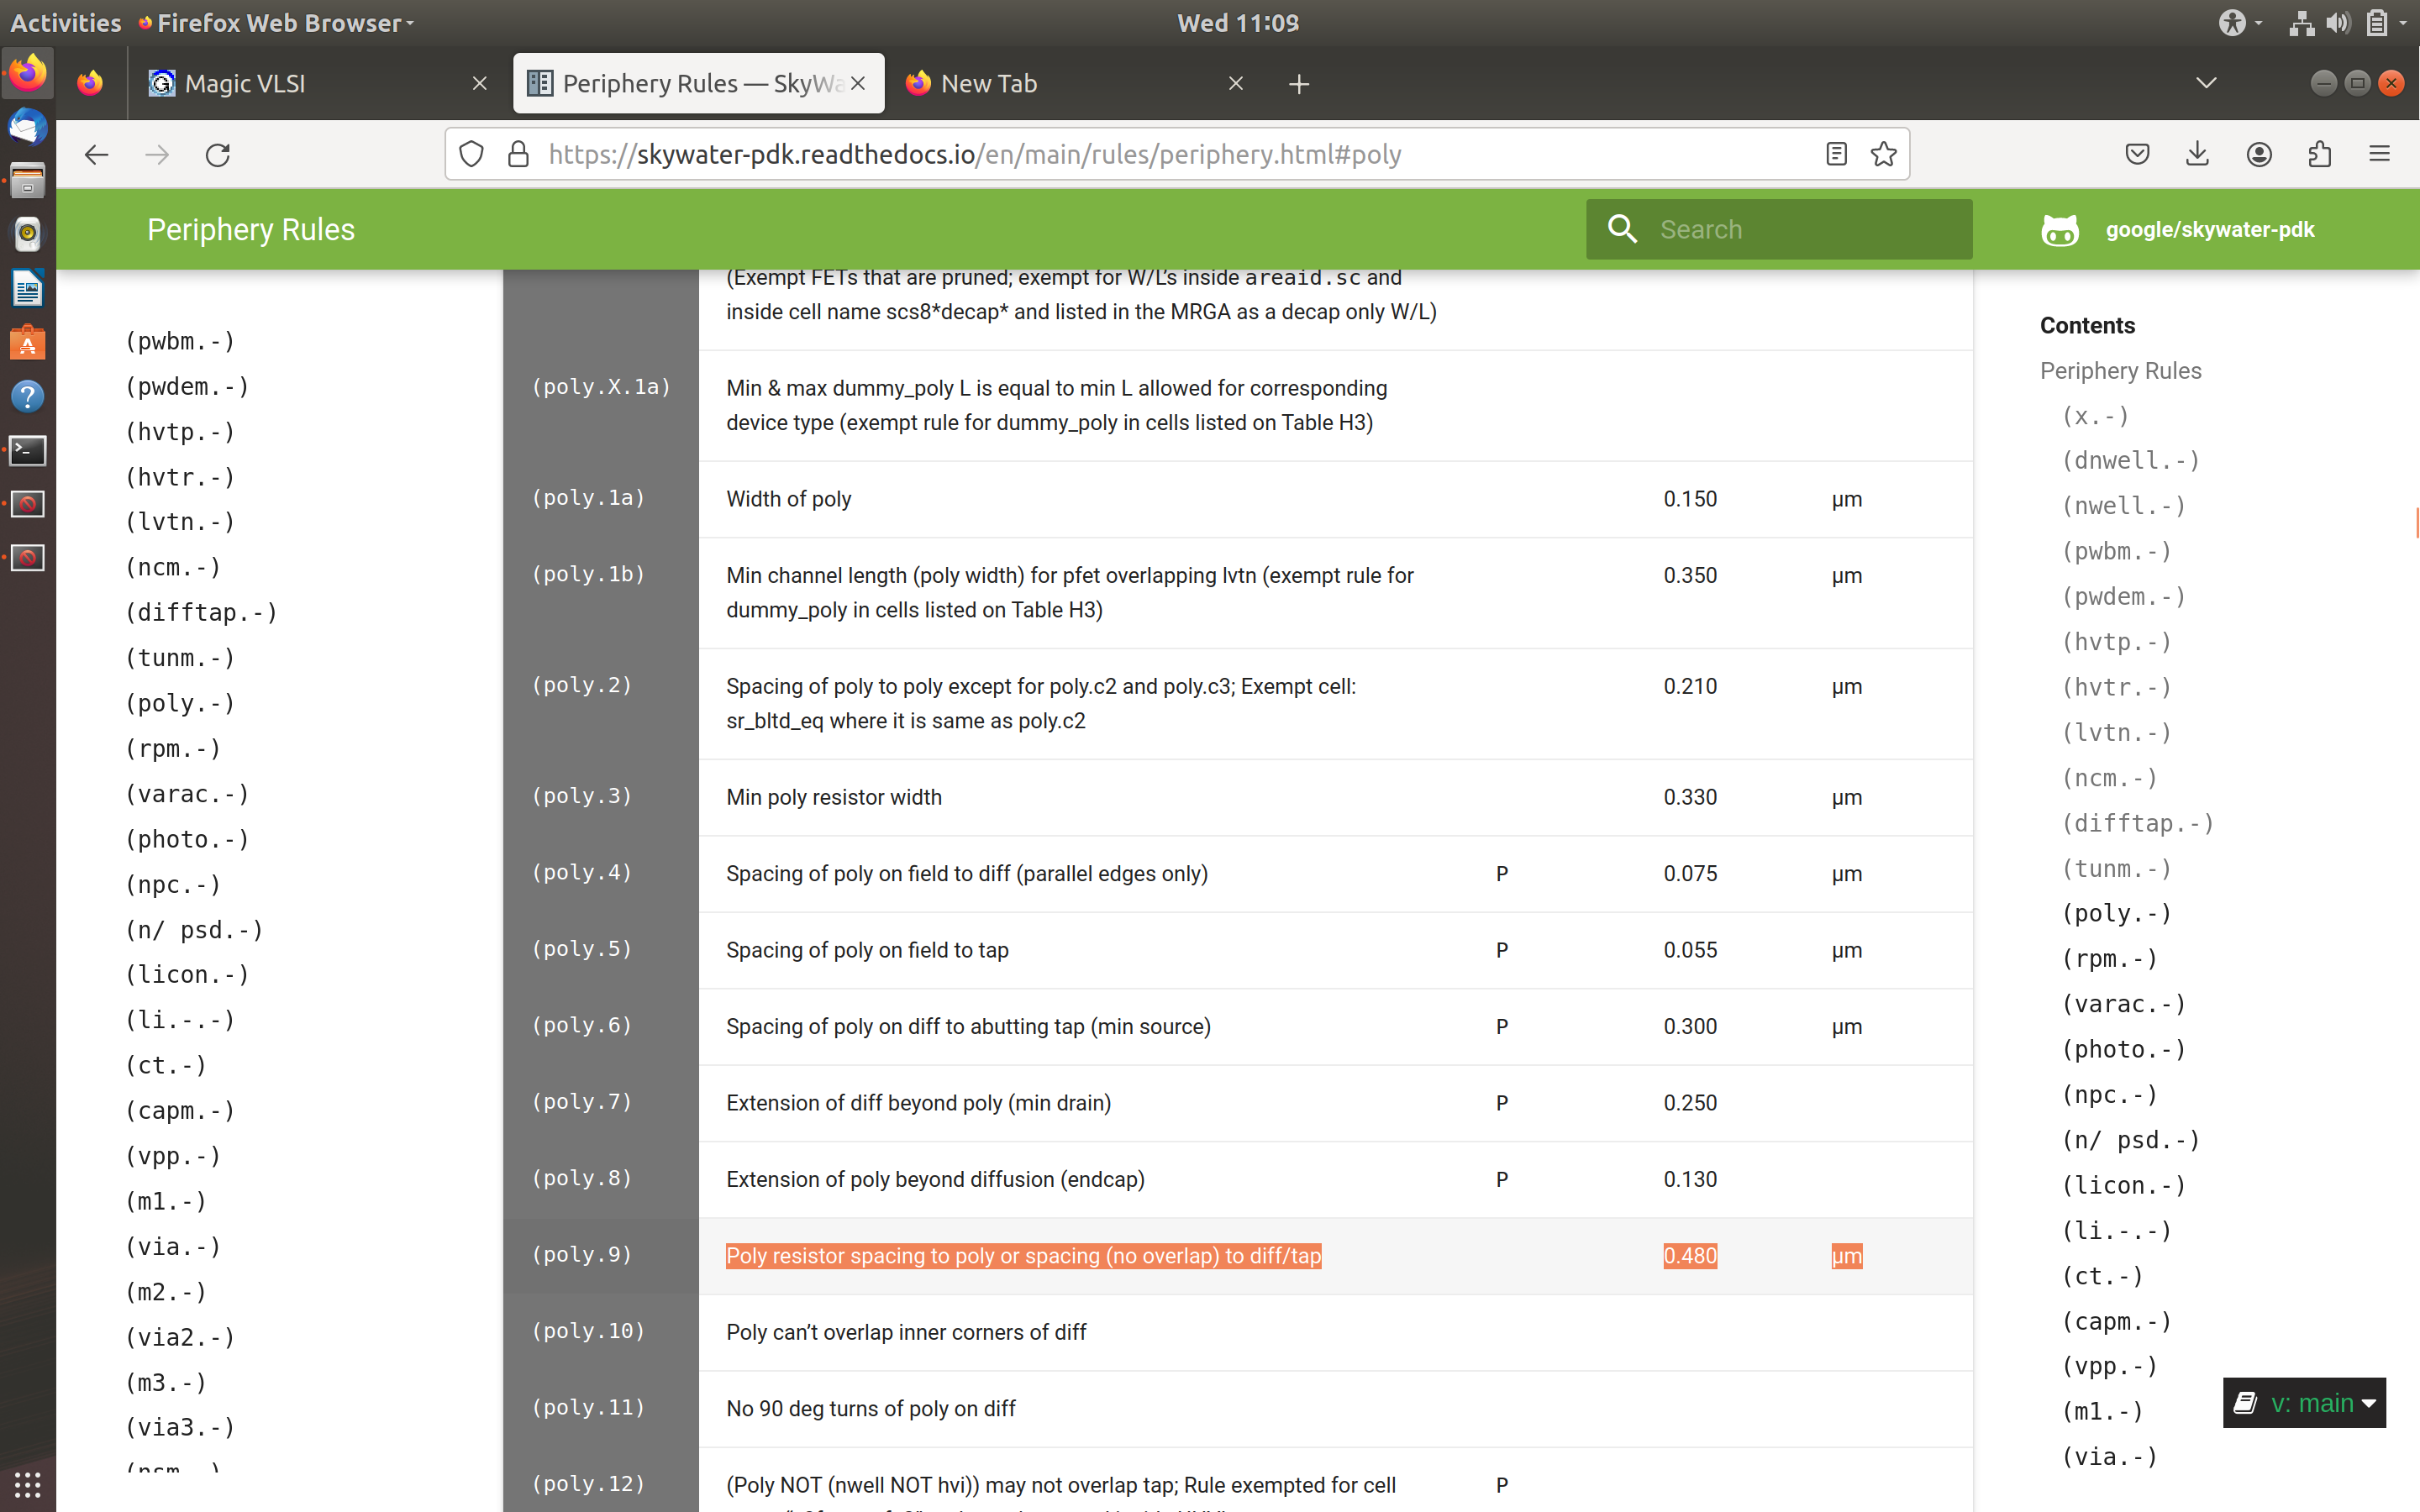 Activities Firefox Web Browser Wed 11:09
Magic VLSI Periphery Rules — SkyWa New Tab
https://skywater-pdk.readthedocs.io/en/main/rules/periphery.html#poly
Periphery Rules Search google/skywater-pdk
(pwbm.-)
(pwdem.-)
(hvtp.-)
(hvtr.-)
(lvtn.-)
(ncm.-)
(difftap.-)
(tunm.-)
(poly.-)
(rpm.-)
(varac.-)
(photo.-)
(npc.-)
(n/ psd.-)
(licon.-)
(li.-.-)
(ct.-)
(capm.-)
(vpp.-)
(m1.-)
(via.-)
(m2.-)
(via2.-)
(m3.-)
(via3.-)
(nsm.-)
(Exempt FETs that are pruned; exempt for W/L’s inside areaid.sc and
inside cell name scs8*decap* and listed in the MRGA as a decap only W/L)
(poly.X.1a) Min & max dummy_poly L is equal to min L allowed for corresponding
device type (exempt rule for dummy_poly in cells listed on Table H3)
(poly.1a) Width of poly 0.150 µm
(poly.1b) Min channel length (poly width) for pfet overlapping lvtn (exempt rule for 0.350 µm
dummy_poly in cells listed on Table H3)
(poly.2) Spacing of poly to poly except for poly.c2 and poly.c3; Exempt cell: 0.210 µm
sr_bltd_eq where it is same as poly.c2
(poly.3) Min poly resistor width 0.330 µm
(poly.4) Spacing of poly on field to diff (parallel edges only) P 0.075 µm
(poly.5) Spacing of poly on field to tap P 0.055 µm
(poly.6) Spacing of poly on diff to abutting tap (min source) P 0.300 µm
(poly.7) Extension of diff beyond poly (min drain) P 0.250
(poly.8) Extension of poly beyond diffusion (endcap) P 0.130
(poly.9) Poly resistor spacing to poly or spacing (no overlap) to diff/tap 0.480 µm
(poly.10) Poly can’t overlap inner corners of diff
(poly.11) No 90 deg turns of poly on diff
(poly.12) (Poly NOT (nwell NOT hvi)) may not overlap tap; Rule exempted for cell P
Contents
Periphery Rules
(x.-)
(dnwell.-)
(nwell.-)
(pwbm.-)
(pwdem.-)
(hvtp.-)
(hvtr.-)
(lvtn.-)
(ncm.-)
(difftap.-)
(tunm.-)
(poly.-)
(rpm.-)
(varac.-)
(photo.-)
(npc.-)
(n/ psd.-)
(licon.-)
(li.-.-)
(ct.-)
(capm.-)
(vpp.-)
(m1.-)
(via.-)
v: main